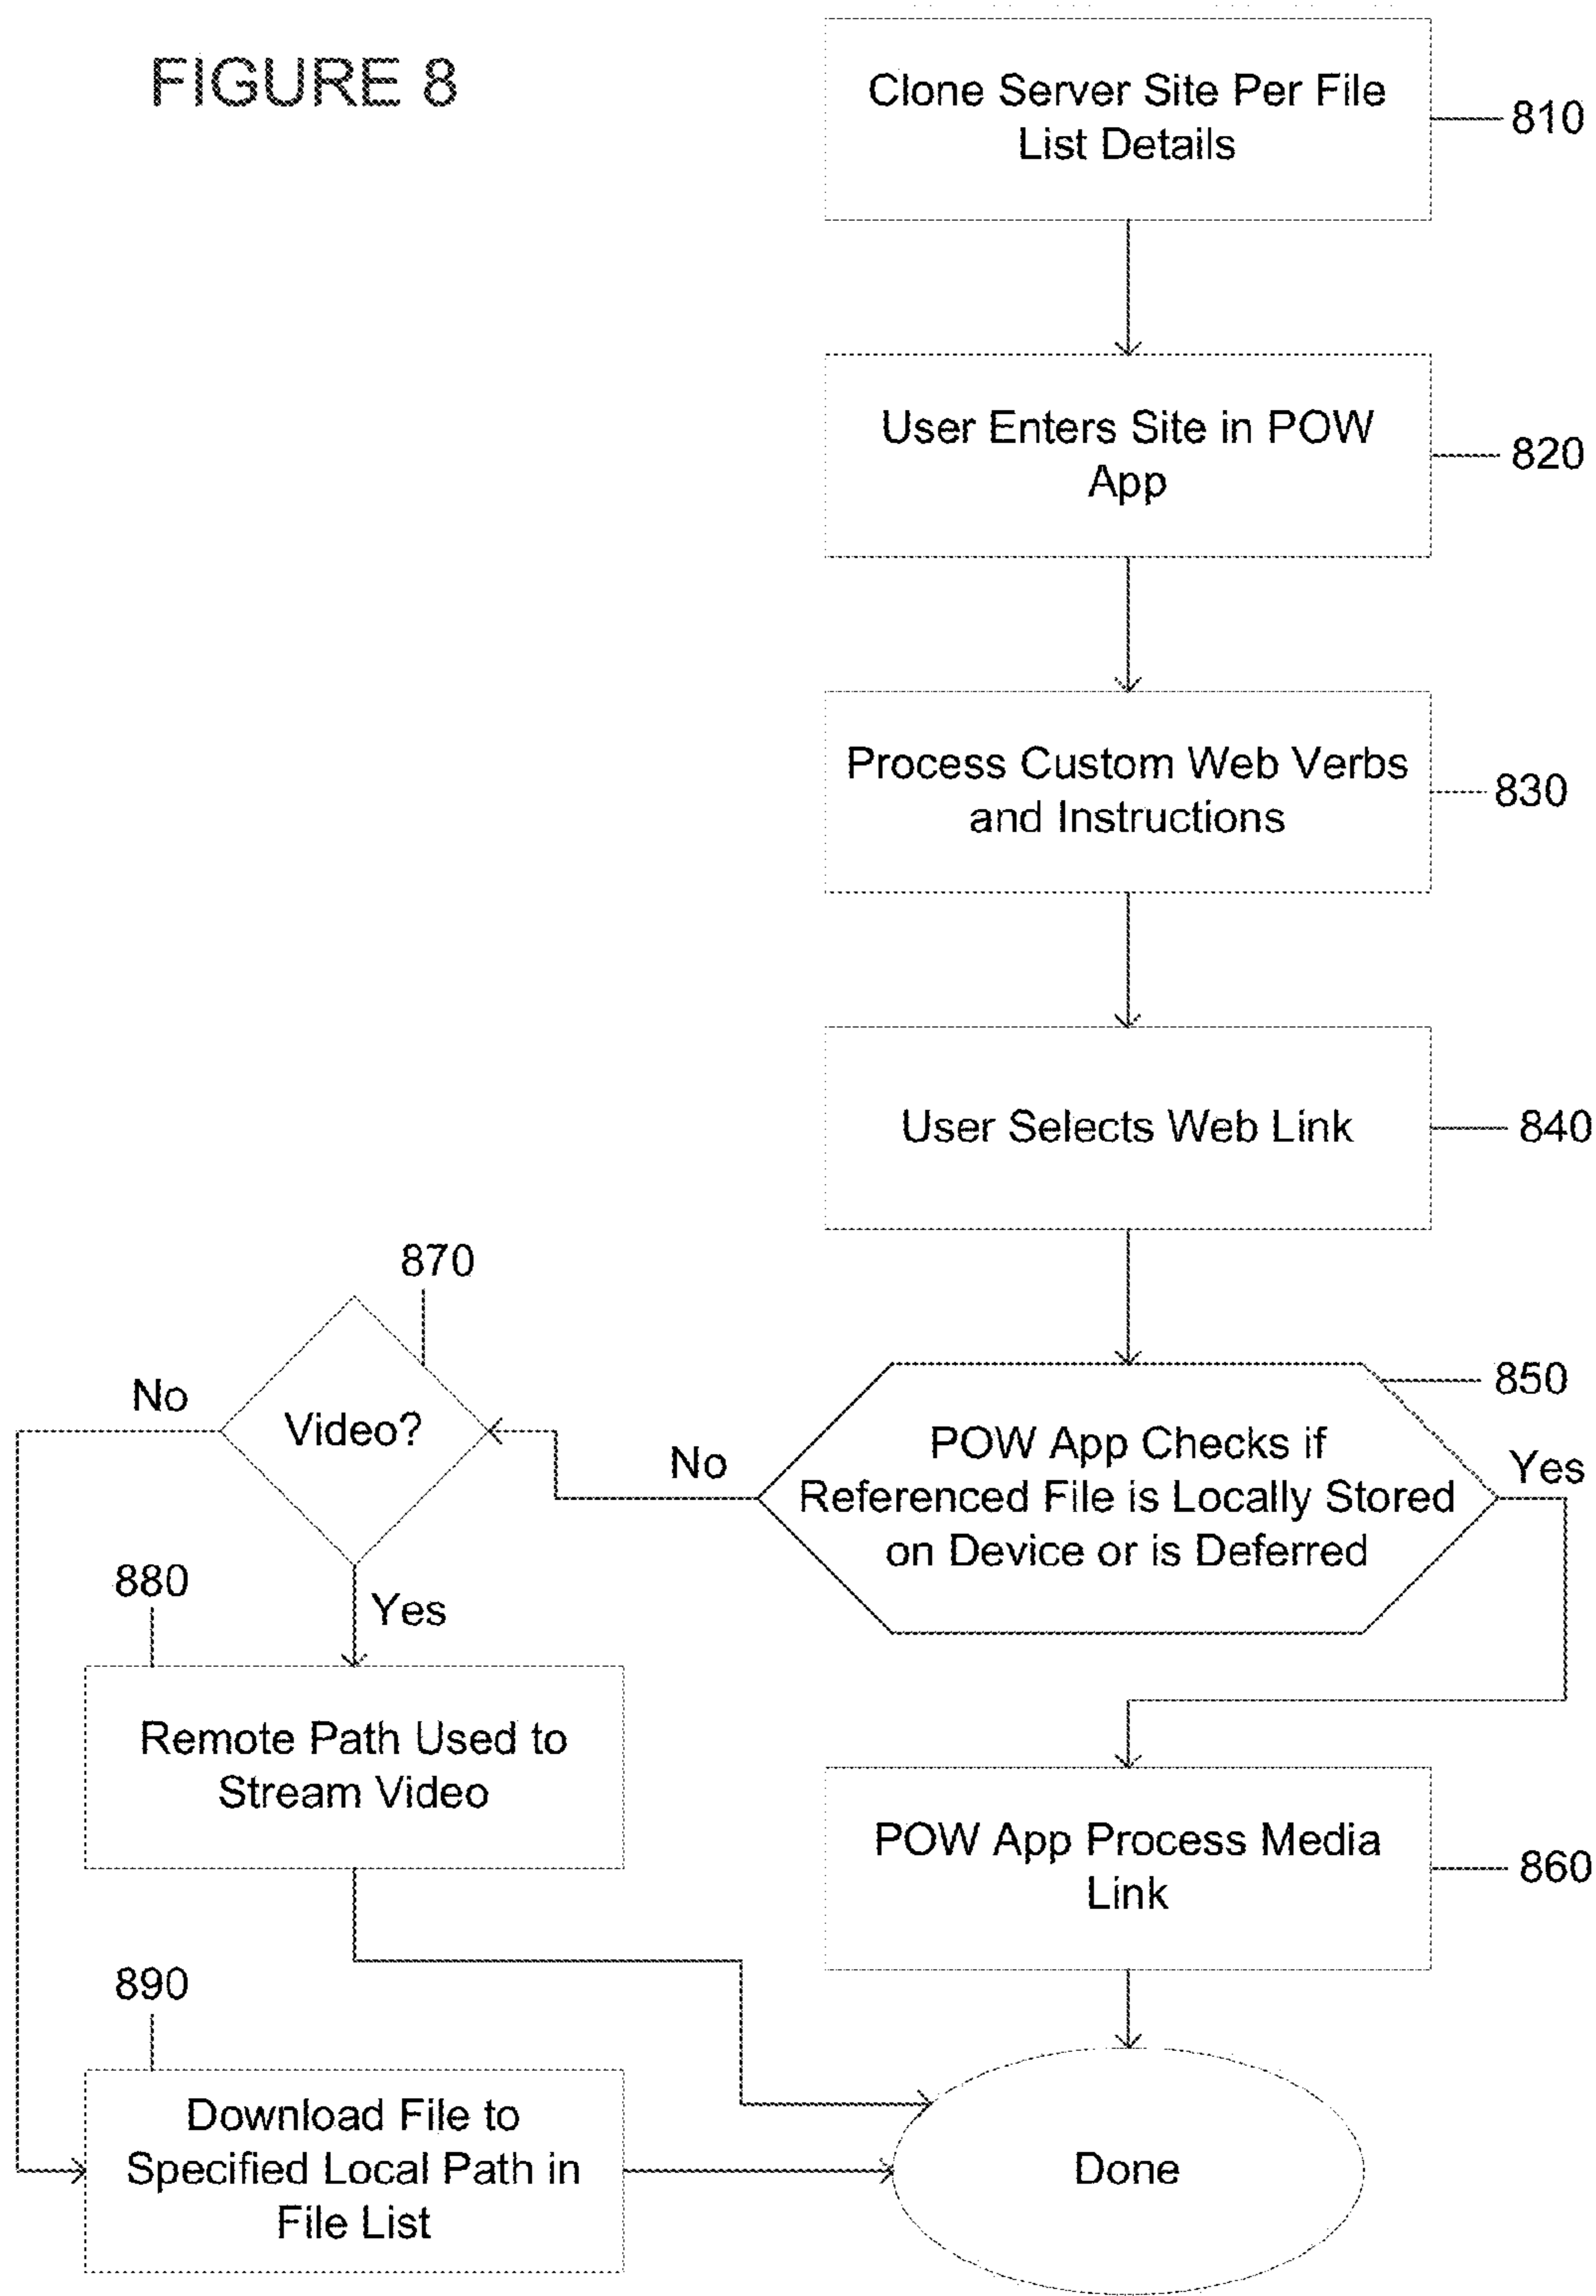 FIGURE 8
Clone Server Site Per File
List Details
810
User Enters Site in POW
App
820
Process Custom Web Verbs
and Instructions
830
User Selects Web Link
840
870
Video?
No
Yes
POW App Checks if
Referenced File is Locally Stored
on Device or is Deferred
850
No
Yes
880
Remote Path Used to
Stream Video
POW App Process Media
Link
860
890
Download File to
Specified Local Path in
File List
Done